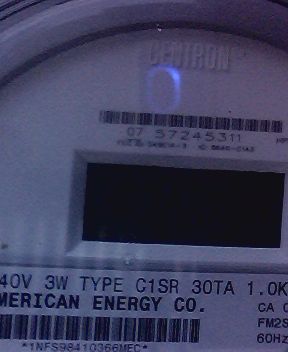 CENTRON
07 57245311
40V 3W TYPE C1SR 30TA 1.0K
MERICAN ENERGY CO.
CA
FM2S
60Hz
*1NFS98410366MEC*